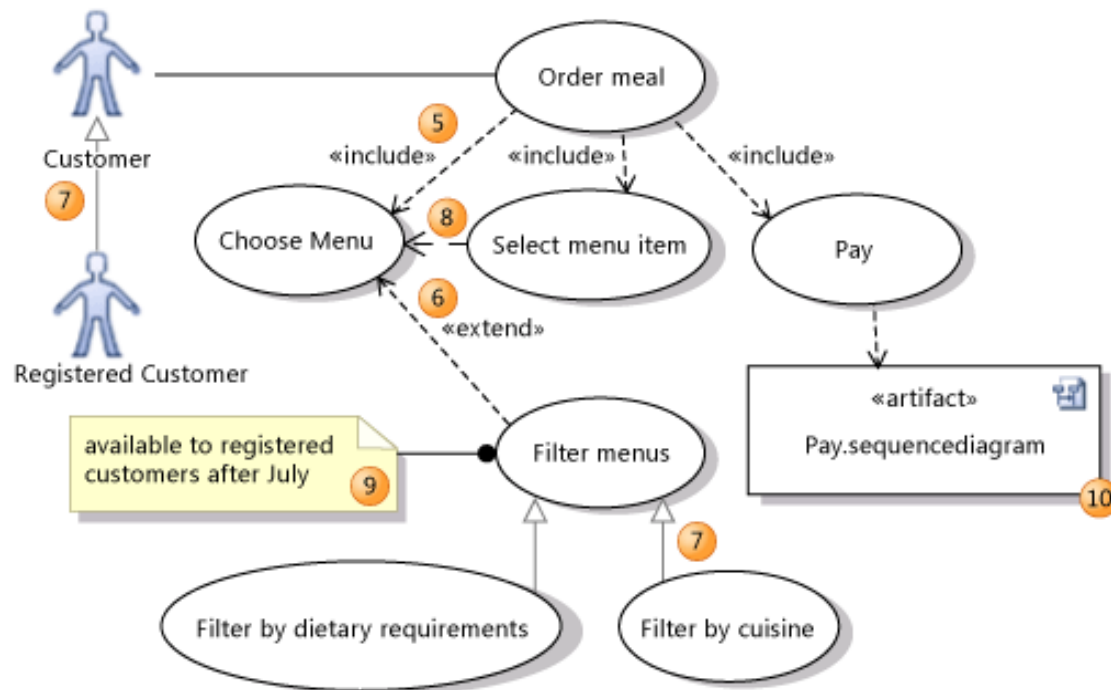 Order meal
5
«include»
«include»
«include»
Customer
7
Choose Menu
8
Select menu item
Pay
6
«extend»
Registered Customer
«artifact»
Pay.sequencediagram
10
available to registered
customers after July
9
Filter menus
7
Filter by dietary requirements
Filter by cuisine